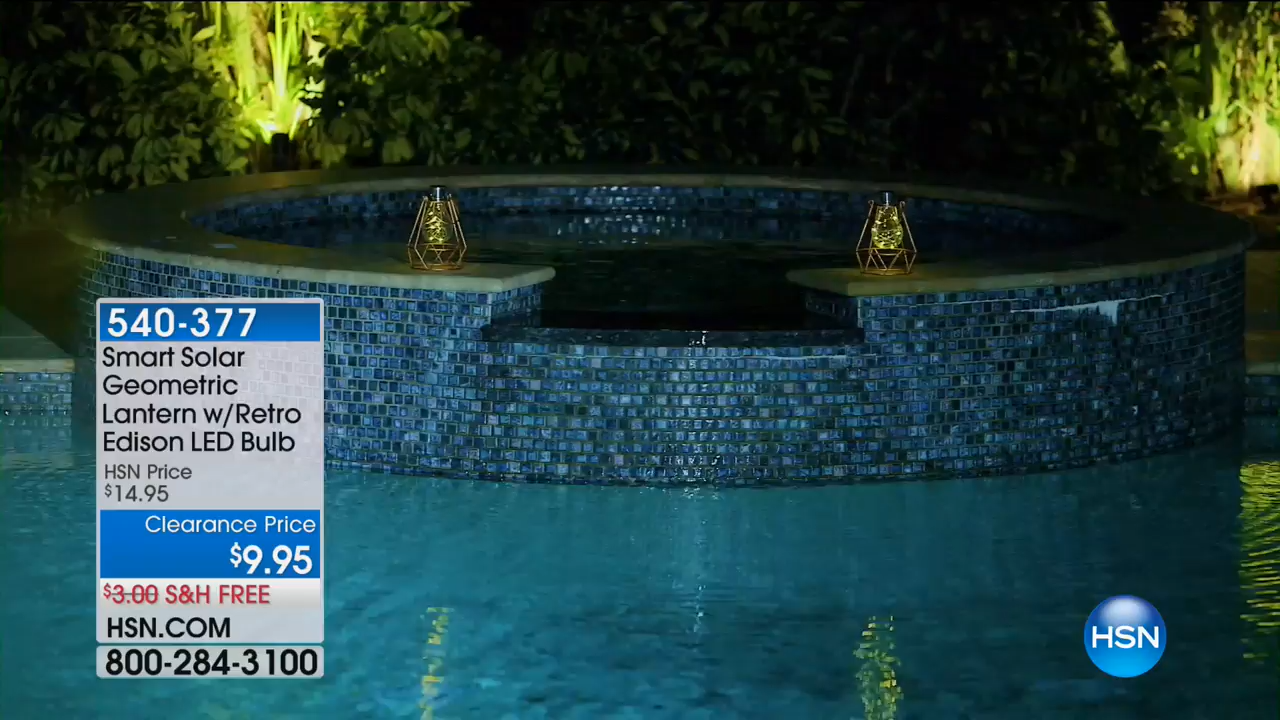 540-377
Smart Solar
Geometric
Lantern w/Retro
Edison LED Bulb
HSN Price
$14.95
Clearance Price
$9.95
$3.00 S&H FREE
HSN.COM
800-284-3100
HSN